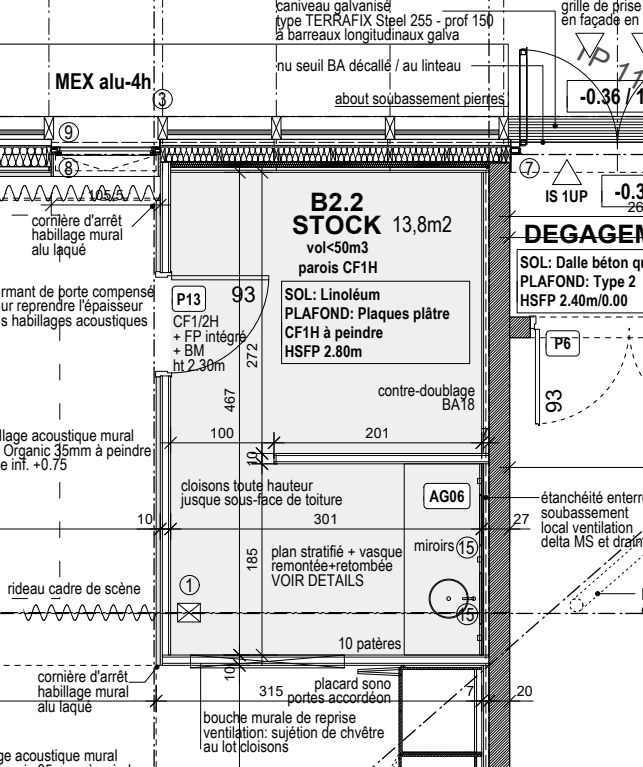 caniveau galvanisé
type TERRAFIX Steel 255 - prof 150
à barreaux longitudinaux galva
grille de prise
en façade en
nu seuil BA décallé / au linteau
MEX alu-4h
about soubassement pierres
3
-0.36 / 1
9
8
7
105/5
IS 1UP
-0.3
26
cornière d'arrêt
habillage mural
alu laqué
B2.2
STOCK 13,8m2
vol<50m3
parois CF1H
DEGAGEM
SOL: Dalle béton qu
PLAFOND: Type 2
HSFP 2.40m/0.00
ormant de porte compensé
ur reprendre l'épaisseur
s habillages acoustiques
P13
93
CF1/2H
+ FP intégré
+ BM
ht 2.30m
SOL: Linoléum
PLAFOND: Plaques plâtre
CF1H à peindre
HSFP 2.80m
P6
93
272
467
contre-doublage
BA18
llage acoustique mural
Organic 35mm à peindre
e inf. +0.75
100
201
7
10
cloisons toute hauteur
jusque sous-face de toiture
AG06
étanchéité enterré
soubassement
local ventilation
delta MS et drain
10
301
27
185
plan stratifié + vasque
remontée+retombée
VOIR DETAILS
miroirs 15
rideau cadre de scène
1
15
10 patères
10
cornière d'arrêt
habillage mural
alu laqué
315
placard sono
portes accordéon
7
20
bouche murale de reprise
ventilation: sujétion de chvêtre
au lot cloisons
ge acoustique mural